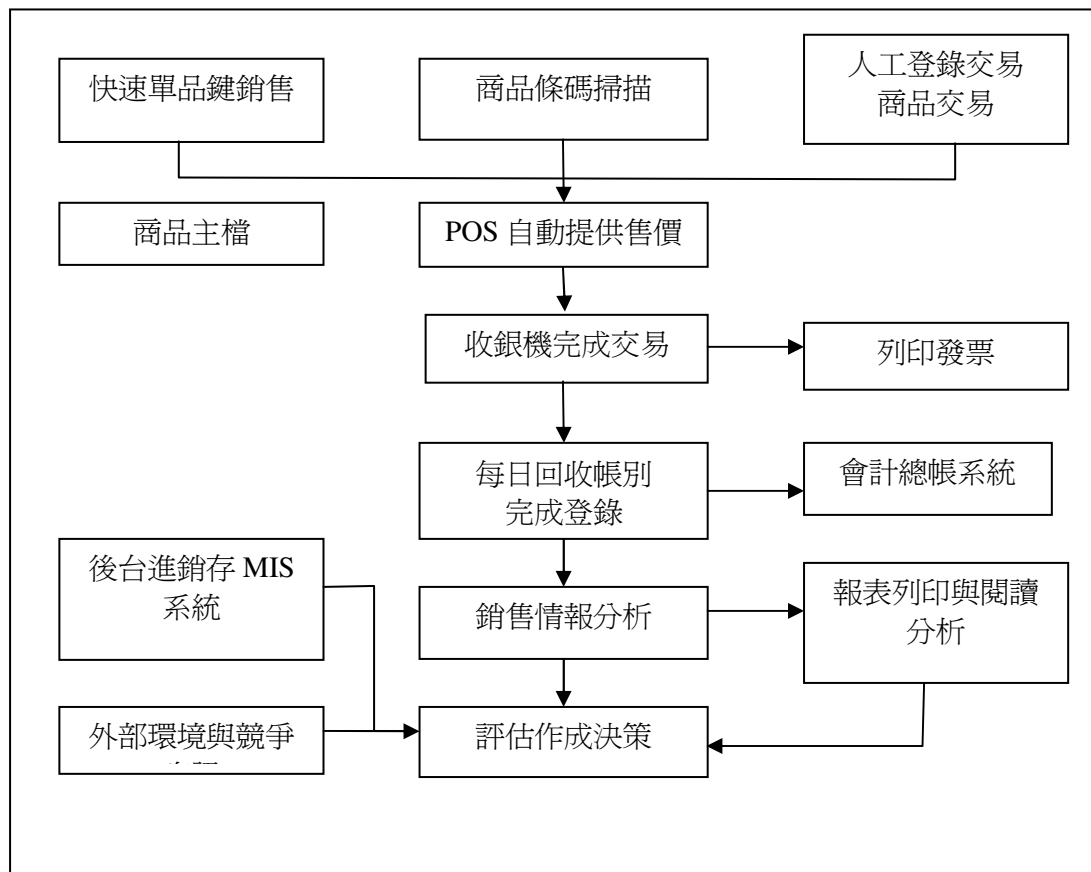 快速單品鍵銷售
商品條碼掃描
人工登錄交易
商品交易
商品主檔
POS 自動提供售價
收銀機完成交易
列印發票
每日回收帳別
完成登錄
會計總帳系統
後台進銷存 MIS
系統
銷售情報分析
報表列印與閱讀
分析
外部環境與競爭
評估作成決策